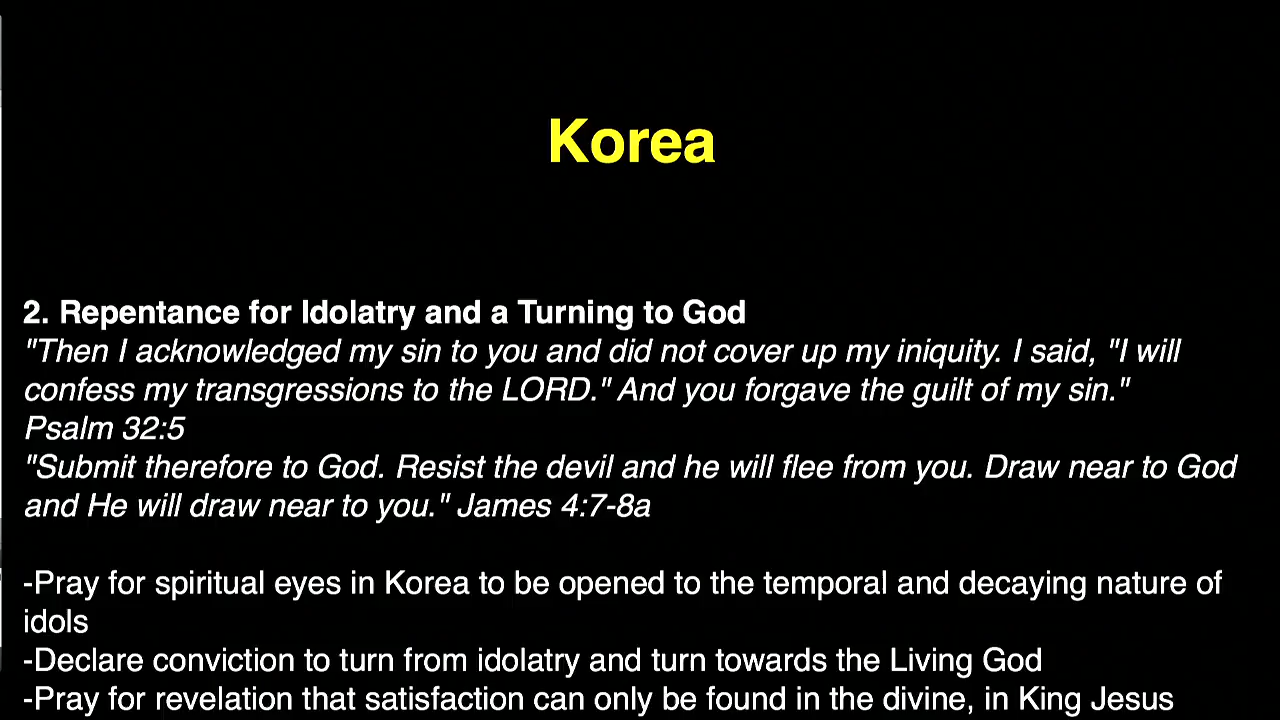 Korea
2. Repentance for Idolatry and a Turning to God
"Then I acknowledged my sin to you and did not cover up my iniquity. I said, "I will
confess my transgressions to the LORD." And you forgave the guilt of my sin."
Psalm 32:5
"Submit therefore to God. Resist the devil and he will flee from you. Draw near to God
and He will draw near to you." James 4:7-8a
-Pray for spiritual eyes in Korea to be opened to the temporal and decaying nature of
idols
-Declare conviction to turn from idolatry and turn towards the Living God
-Pray for revelation that satisfaction can only be found in the divine, in King Jesus